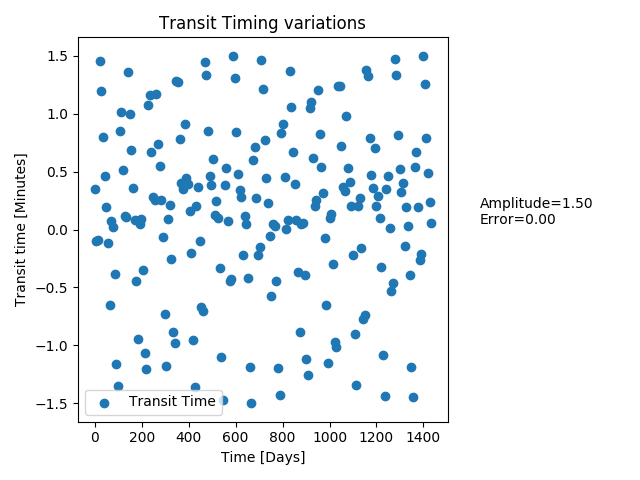 Transit Timing variations
1.5
1.0
0.5
0.0
−0.5
−1.0
−1.5
Transit time [Minutes]
Amplitude=1.50
Error=0.00
Transit Time
0 200 400 600 800 1000 1200 1400
Time [Days]